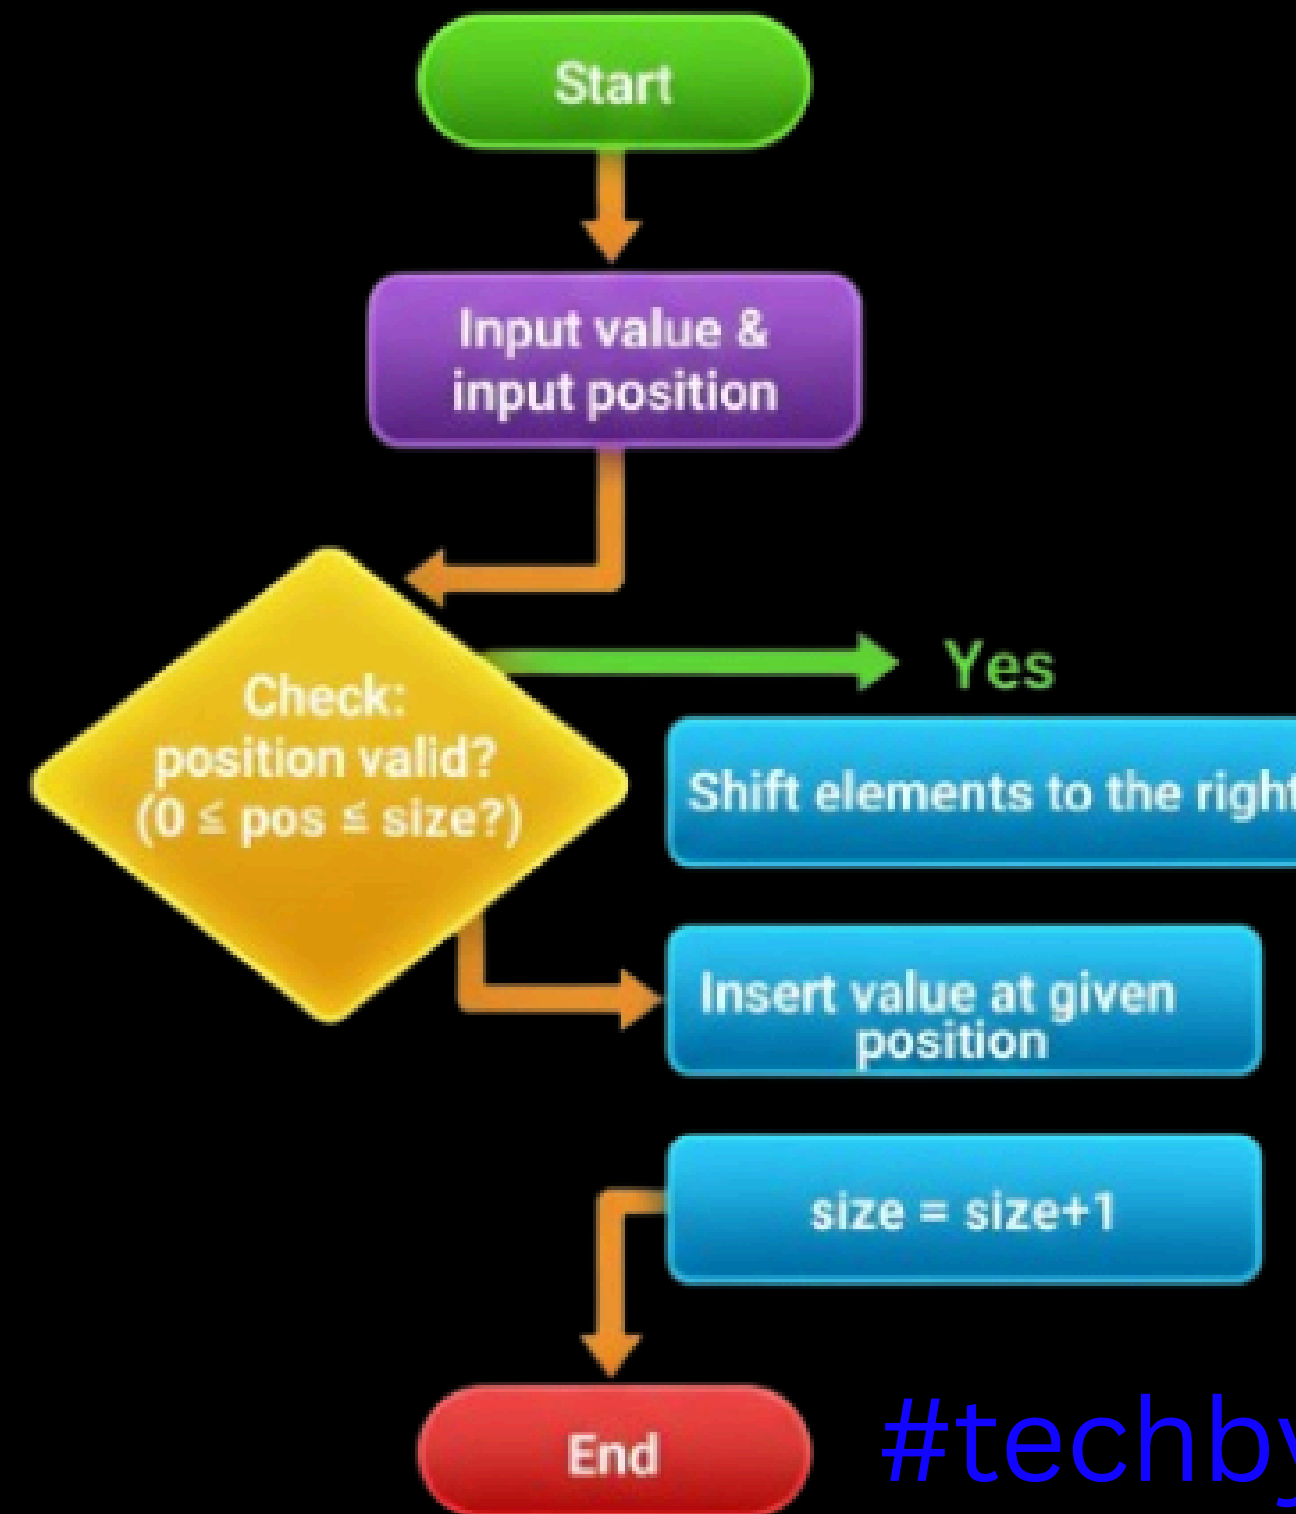 Start
Input value &
input position
Yes
Check:
position valid?
(0 ≤ pos ≤ size?)
Shift elements to the right
Insert value at given
position
size = size+1
End
#techby